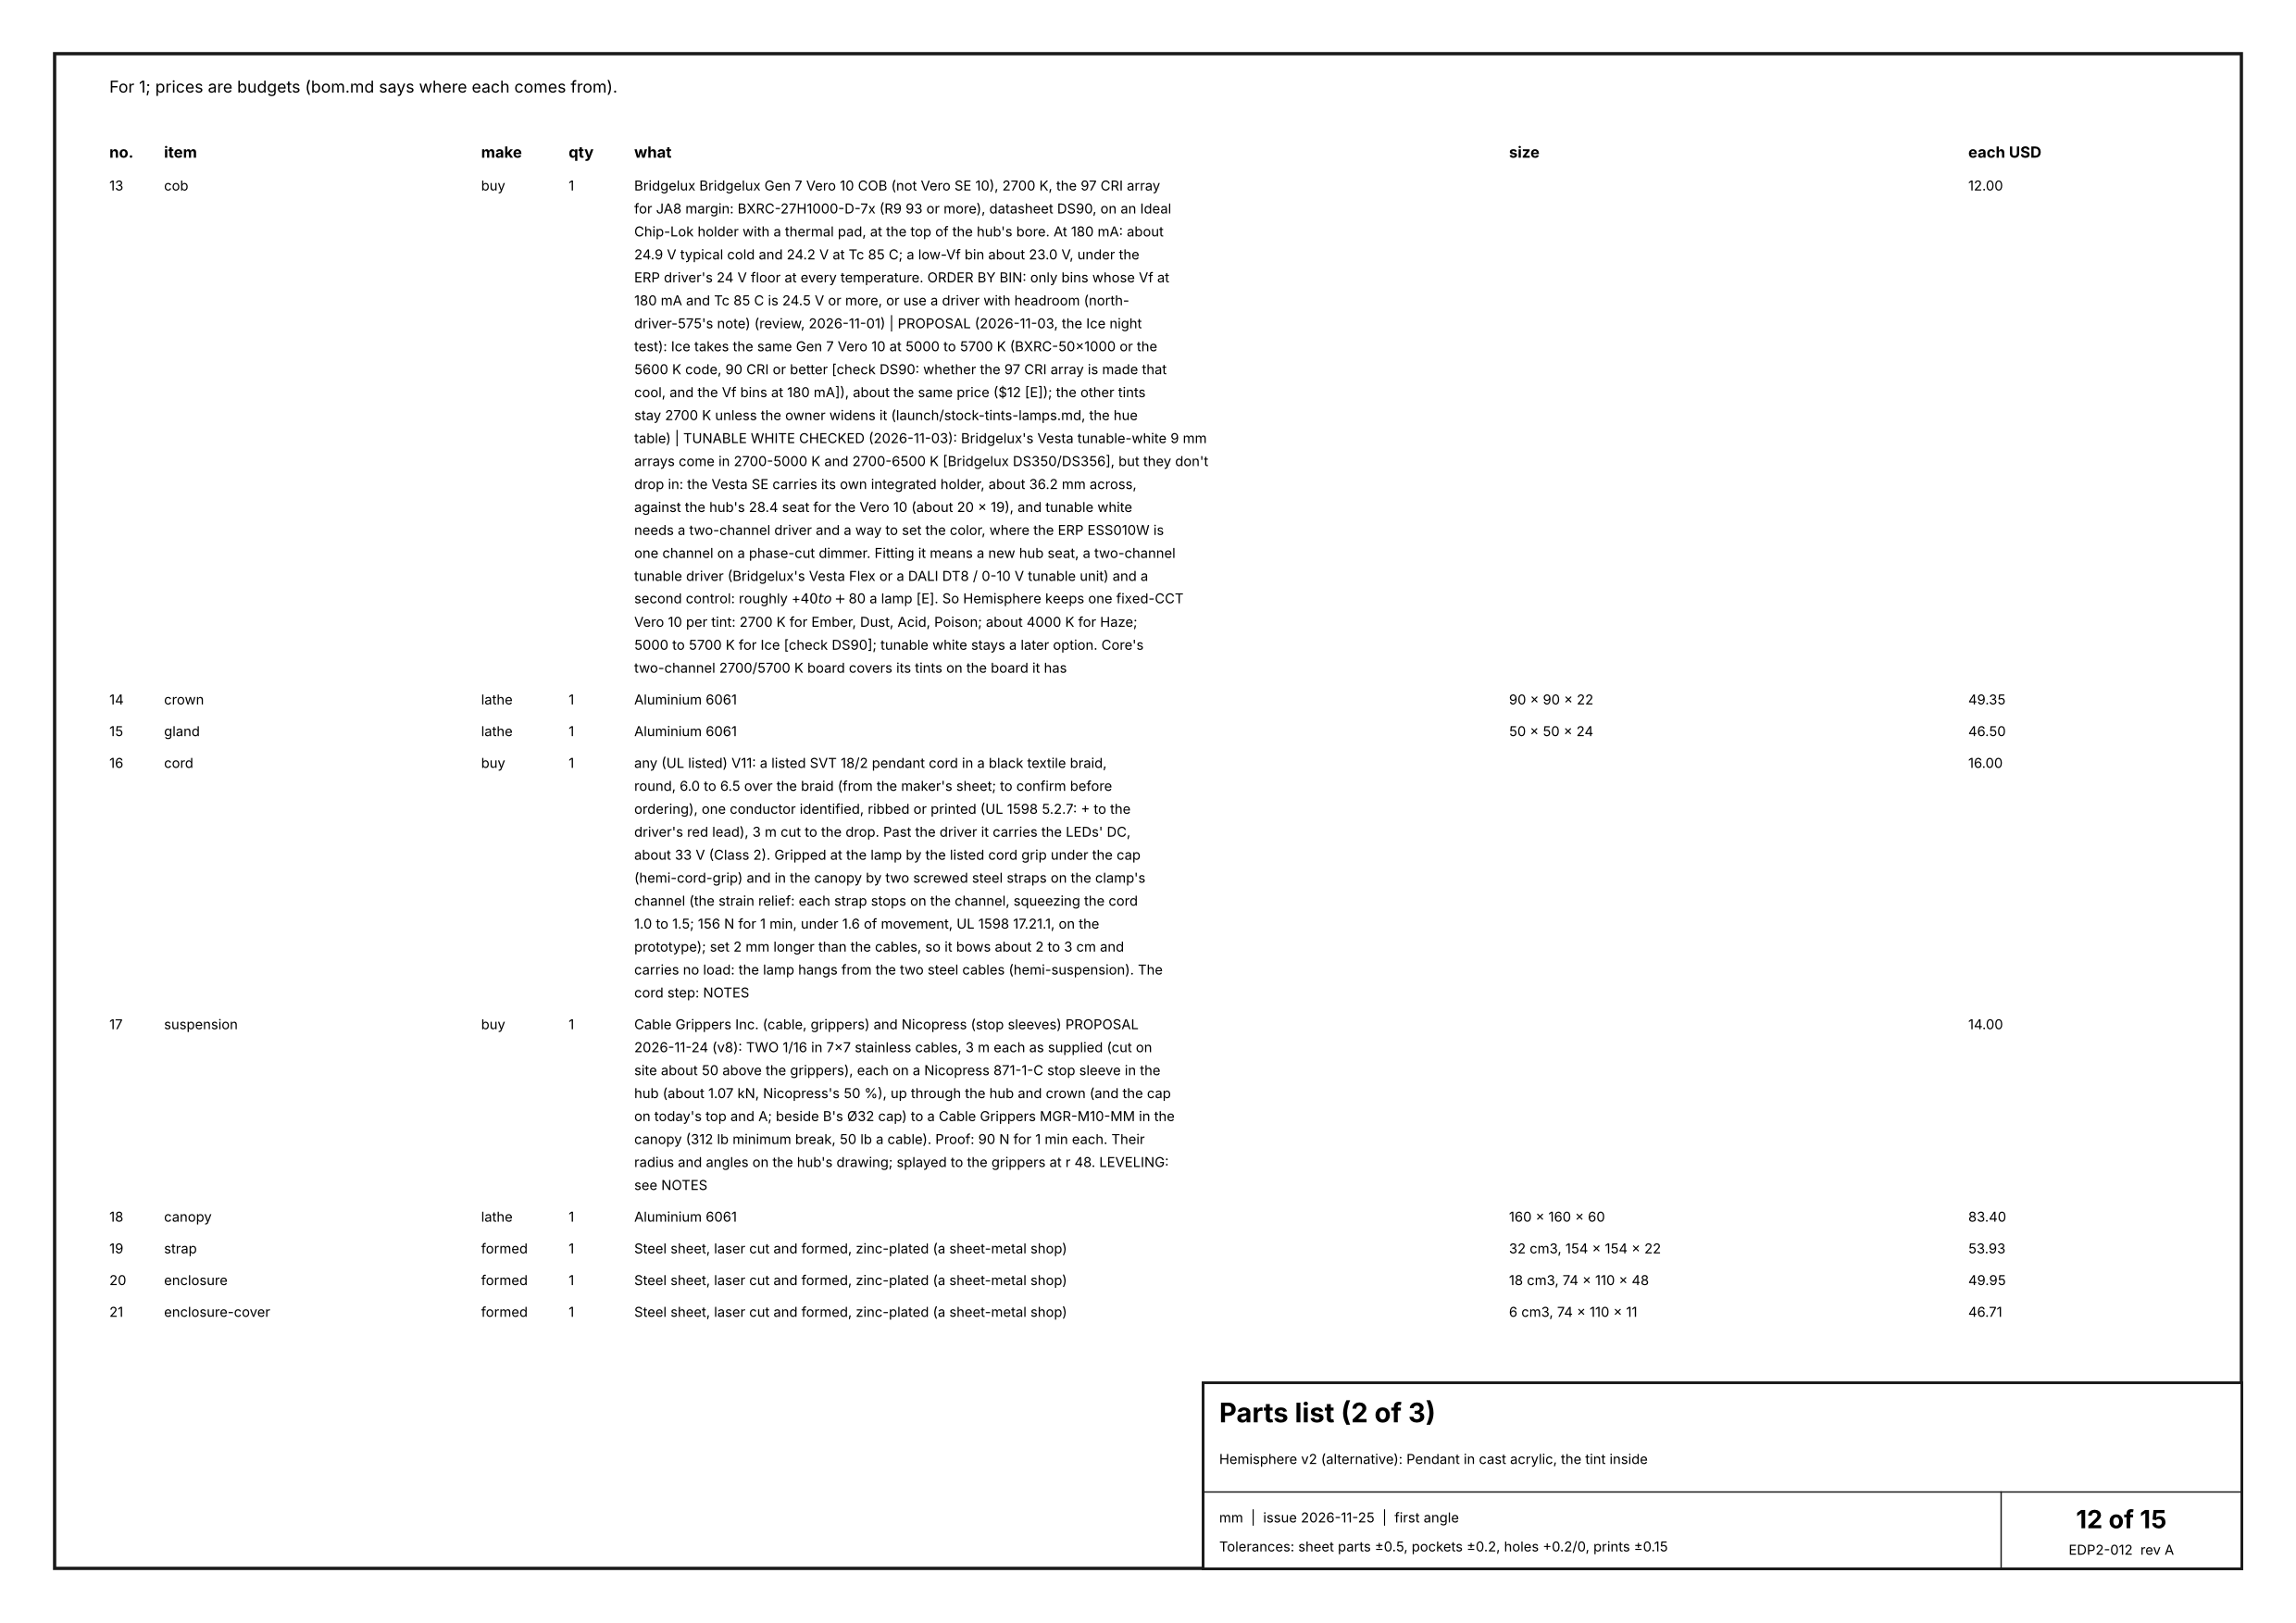 For 1; prices are budgets (bom.md says where each comes from).
no. item make qty what size each USD
13 cob buy 1 Bridgelux Bridgelux Gen 7 Vero 10 COB (not Vero SE 10), 2700 K, the 97 CRI array 12.00
for JA8 margin: BXRC-27H1000-D-7x (R9 93 or more), datasheet DS90, on an Ideal
Chip-Lok holder with a thermal pad, at the top of the hub's bore. At 180 mA: about
24.9 V typical cold and 24.2 V at Tc 85 C; a low-Vf bin about 23.0 V, under the
ERP driver's 24 V floor at every temperature. ORDER BY BIN: only bins whose Vf at
180 mA and Tc 85 C is 24.5 V or more, or use a driver with headroom (north-
driver-575's note) (review, 2026-11-01) | PROPOSAL (2026-11-03, the Ice night
test): Ice takes the same Gen 7 Vero 10 at 5000 to 5700 K (BXRC-50×1000 or the
5600 K code, 90 CRI or better [check DS90: whether the 97 CRI array is made that
cool, and the Vf bins at 180 mA]), about the same price ($12 [E]); the other tints
stay 2700 K unless the owner widens it (launch/stock-tints-lamps.md, the hue
table) | TUNABLE WHITE CHECKED (2026-11-03): Bridgelux's Vesta tunable-white 9 mm
arrays come in 2700-5000 K and 2700-6500 K [Bridgelux DS350/DS356], but they don't
drop in: the Vesta SE carries its own integrated holder, about 36.2 mm across,
against the hub's 28.4 seat for the Vero 10 (about 20 × 19), and tunable white
needs a two-channel driver and a way to set the color, where the ERP ESS010W is
one channel on a phase-cut dimmer. Fitting it means a new hub seat, a two-channel
tunable driver (Bridgelux's Vesta Flex or a DALI DT8 / 0-10 V tunable unit) and a
second control: roughly +40to + 80 a lamp [E]. So Hemisphere keeps one fixed-CCT
Vero 10 per tint: 2700 K for Ember, Dust, Acid, Poison; about 4000 K for Haze;
5000 to 5700 K for Ice [check DS90]; tunable white stays a later option. Core's
two-channel 2700/5700 K board covers its tints on the board it has
14 crown lathe 1 Aluminium 6061 90 × 90 × 22 49.35
15 gland lathe 1 Aluminium 6061 50 × 50 × 24 46.50
16 cord buy 1 any (UL listed) V11: a listed SVT 18/2 pendant cord in a black textile braid, 16.00
round, 6.0 to 6.5 over the braid (from the maker's sheet; to confirm before
ordering), one conductor identified, ribbed or printed (UL 1598 5.2.7: + to the
driver's red lead), 3 m cut to the drop. Past the driver it carries the LEDs' DC,
about 33 V (Class 2). Gripped at the lamp by the listed cord grip under the cap
(hemi-cord-grip) and in the canopy by two screwed steel straps on the clamp's
channel (the strain relief: each strap stops on the channel, squeezing the cord
1.0 to 1.5; 156 N for 1 min, under 1.6 of movement, UL 1598 17.21.1, on the
prototype); set 2 mm longer than the cables, so it bows about 2 to 3 cm and
carries no load: the lamp hangs from the two steel cables (hemi-suspension). The
cord step: NOTES
17 suspension buy 1 Cable Grippers Inc. (cable, grippers) and Nicopress (stop sleeves) PROPOSAL 14.00
2026-11-24 (v8): TWO 1/16 in 7×7 stainless cables, 3 m each as supplied (cut on
site about 50 above the grippers), each on a Nicopress 871-1-C stop sleeve in the
hub (about 1.07 kN, Nicopress's 50 %), up through the hub and crown (and the cap
on today's top and A; beside B's Ø32 cap) to a Cable Grippers MGR-M10-MM in the
canopy (312 lb minimum break, 50 lb a cable). Proof: 90 N for 1 min each. Their
radius and angles on the hub's drawing; splayed to the grippers at r 48. LEVELING:
see NOTES
18 canopy lathe 1 Aluminium 6061 160 × 160 × 60 83.40
19 strap formed 1 Steel sheet, laser cut and formed, zinc-plated (a sheet-metal shop) 32 cm3, 154 × 154 × 22 53.93
20 enclosure formed 1 Steel sheet, laser cut and formed, zinc-plated (a sheet-metal shop) 18 cm3, 74 × 110 × 48 49.95
21 enclosure-cover formed 1 Steel sheet, laser cut and formed, zinc-plated (a sheet-metal shop) 6 cm3, 74 × 110 × 11 46.71
Parts list (2 of 3)
Hemisphere v2 (alternative): Pendant in cast acrylic, the tint inside
mm | issue 2026-11-25 | first angle
Tolerances: sheet parts ±0.5, pockets ±0.2, holes +0.2/0, prints ±0.15
12 of 15
EDP2-012 rev A